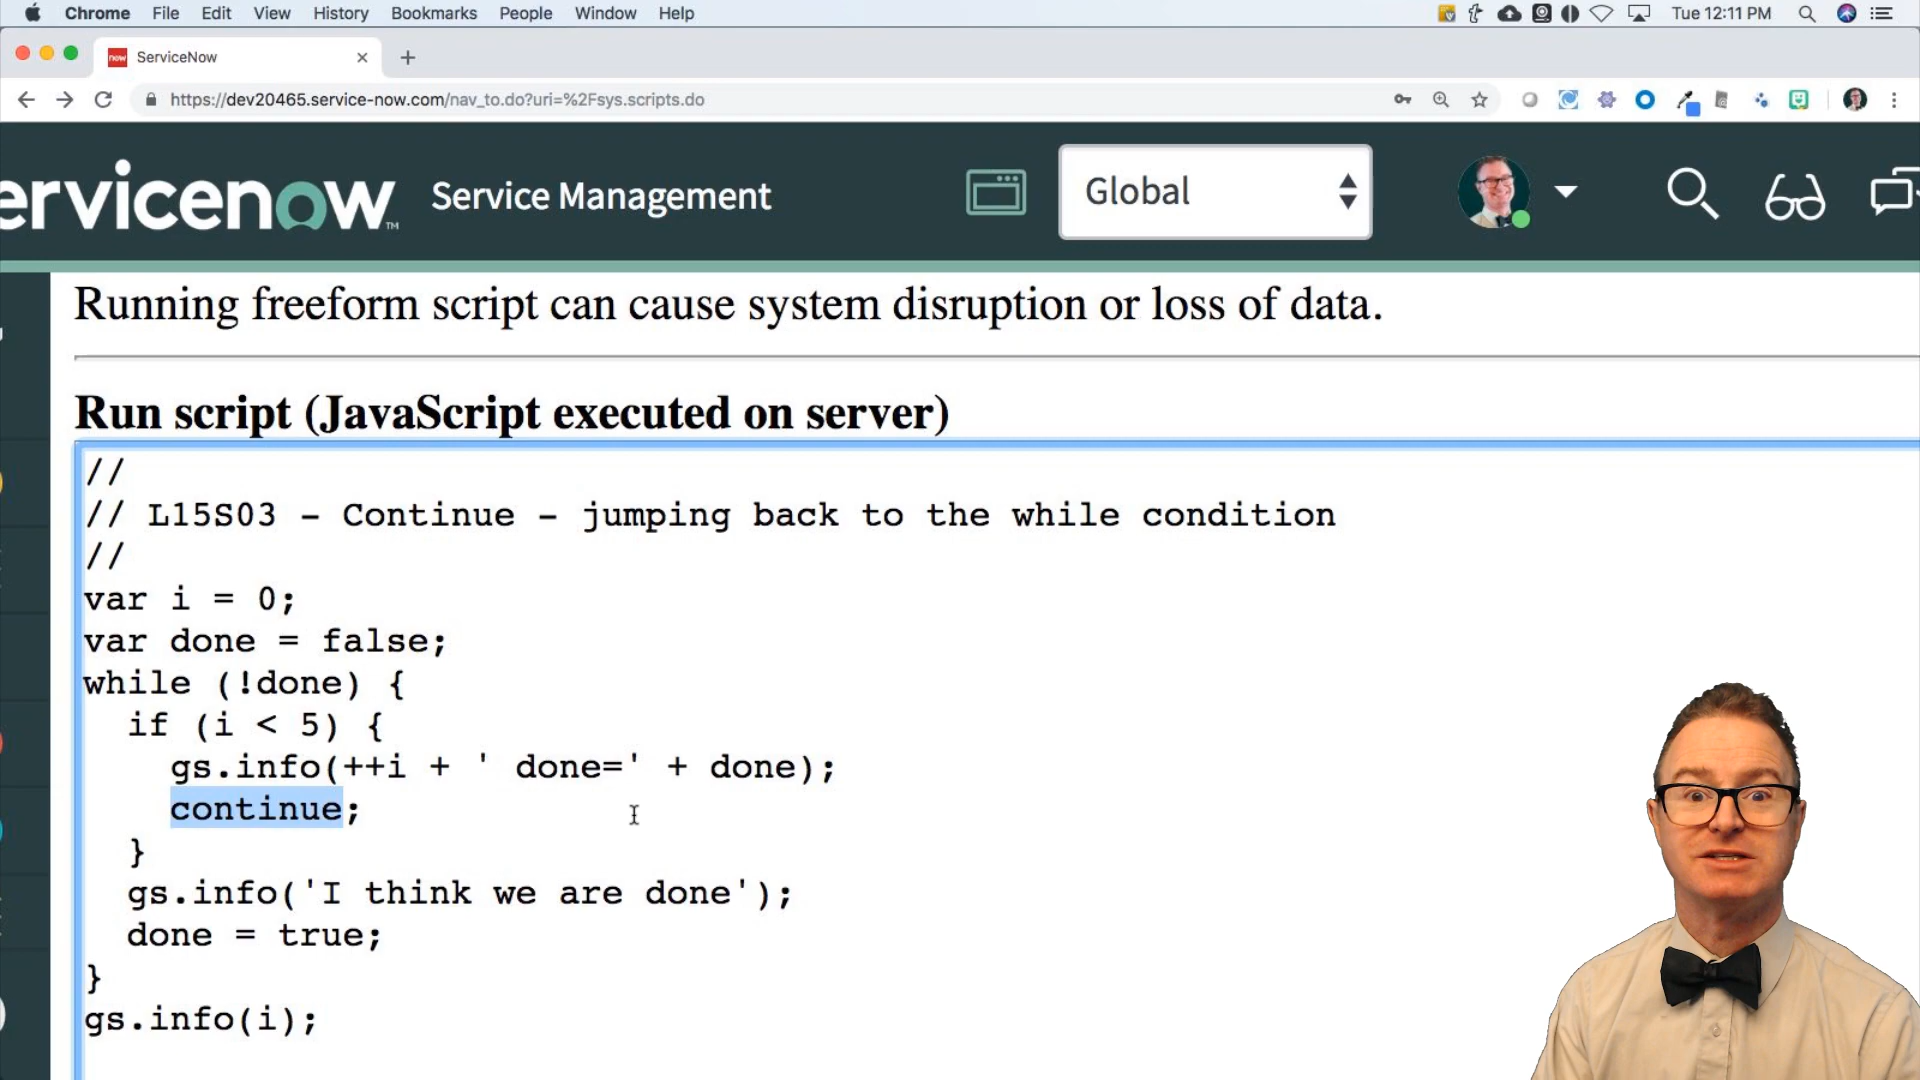 Chrome File Edit View History Bookmarks People Window Help Tue 12:11 PM
now ServiceNow
https://dev20465.service-now.com/nav_to.do?uri=%2Fsys.scripts.do
ervicenow™ Service Management Global
Running freeform script can cause system disruption or loss of data.
Run script (JavaScript executed on server)
//
// L15S03 - Continue - jumping back to the while condition
//
var i = 0;
var done = false;
while (!done) {
if (i < 5) {
gs.info(++i + ' done=' + done);
continue;
}
gs.info('I think we are done');
done = true;
}
gs.info(i);